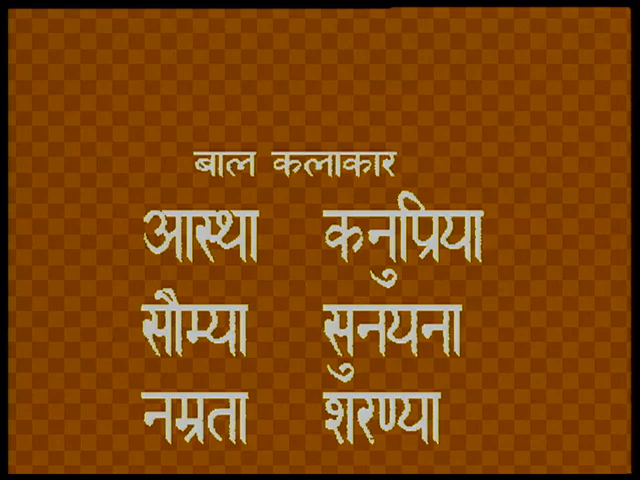 बाल कलाकार
आस्था कनुप्रिया
सौम्या सुनयना
नम्रता शरण्या